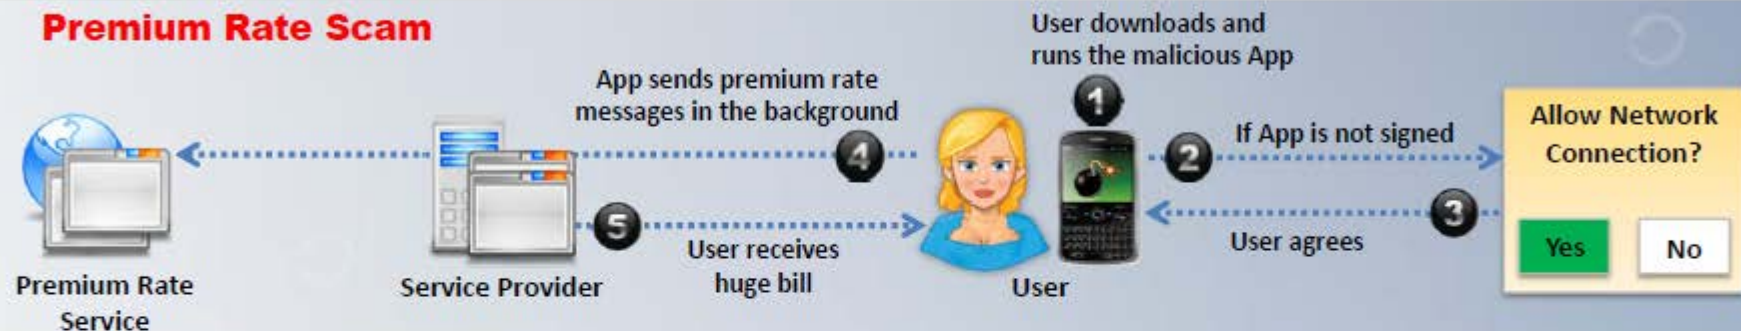 Premium Rate Scam
User downloads and
runs the malicious App
1
App sends premium rate
messages in the background
4
2
If App is not signed
Allow Network
Connection?
3
User agrees
Yes
No
5
User receives
huge bill
Premium Rate
Service
Service Provider
User